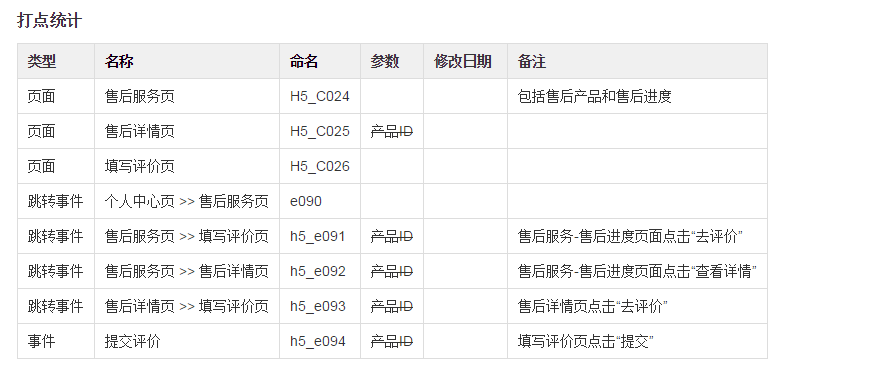 打点统计
类型 名称 命名 参数 修改日期 备注
页面 售后服务页 H5_C024 包括售后产品和售后进度
页面 售后详情页 H5_C025 产品ID
页面 填写评价页 H5_C026
跳转事件 个人中心页 >> 售后服务页 e090
跳转事件 售后服务页 >> 填写评价页 h5_e091 产品ID 售后服务-售后进度页面点击“去评价”
跳转事件 售后服务页 >> 售后详情页 h5_e092 产品ID 售后服务-售后进度页面点击“查看详情”
跳转事件 售后详情页 >> 填写评价页 h5_e093 产品ID 售后详情页点击“去评价”
事件 提交评价 h5_e094 产品ID 填写评价页点击“提交”